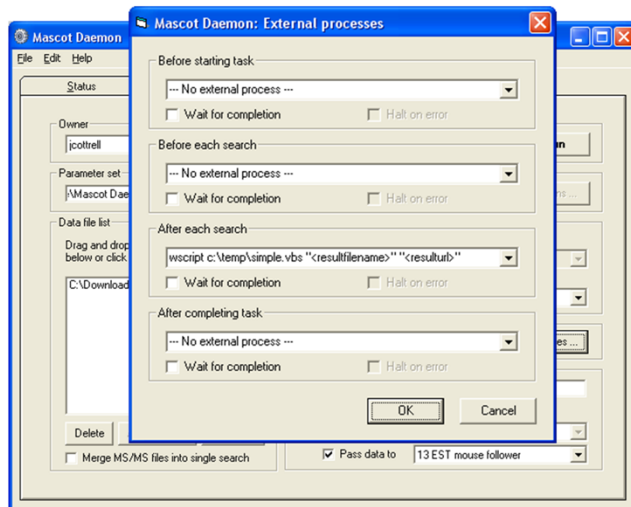 Mascot Daemon
Mascot Daemon: External processes
File Edit Help
Status
Owner
jcottrell
Parameter set
Data file list
Drag and drop
below or click
Delete
Merge MS/MS files into single search
Before starting task
--- No external process ---
Wait for completion
Halt on error
Before each search
--- No external process ---
Wait for completion
Halt on error
After each search
wscript c:\temp\simple.vbs "<resultfilename>" "<resulturl>"
Wait for completion
Halt on error
After completing task
--- No external process ---
Wait for completion
Halt on error
OK
Cancel
Pass data to
13 EST mouse follower